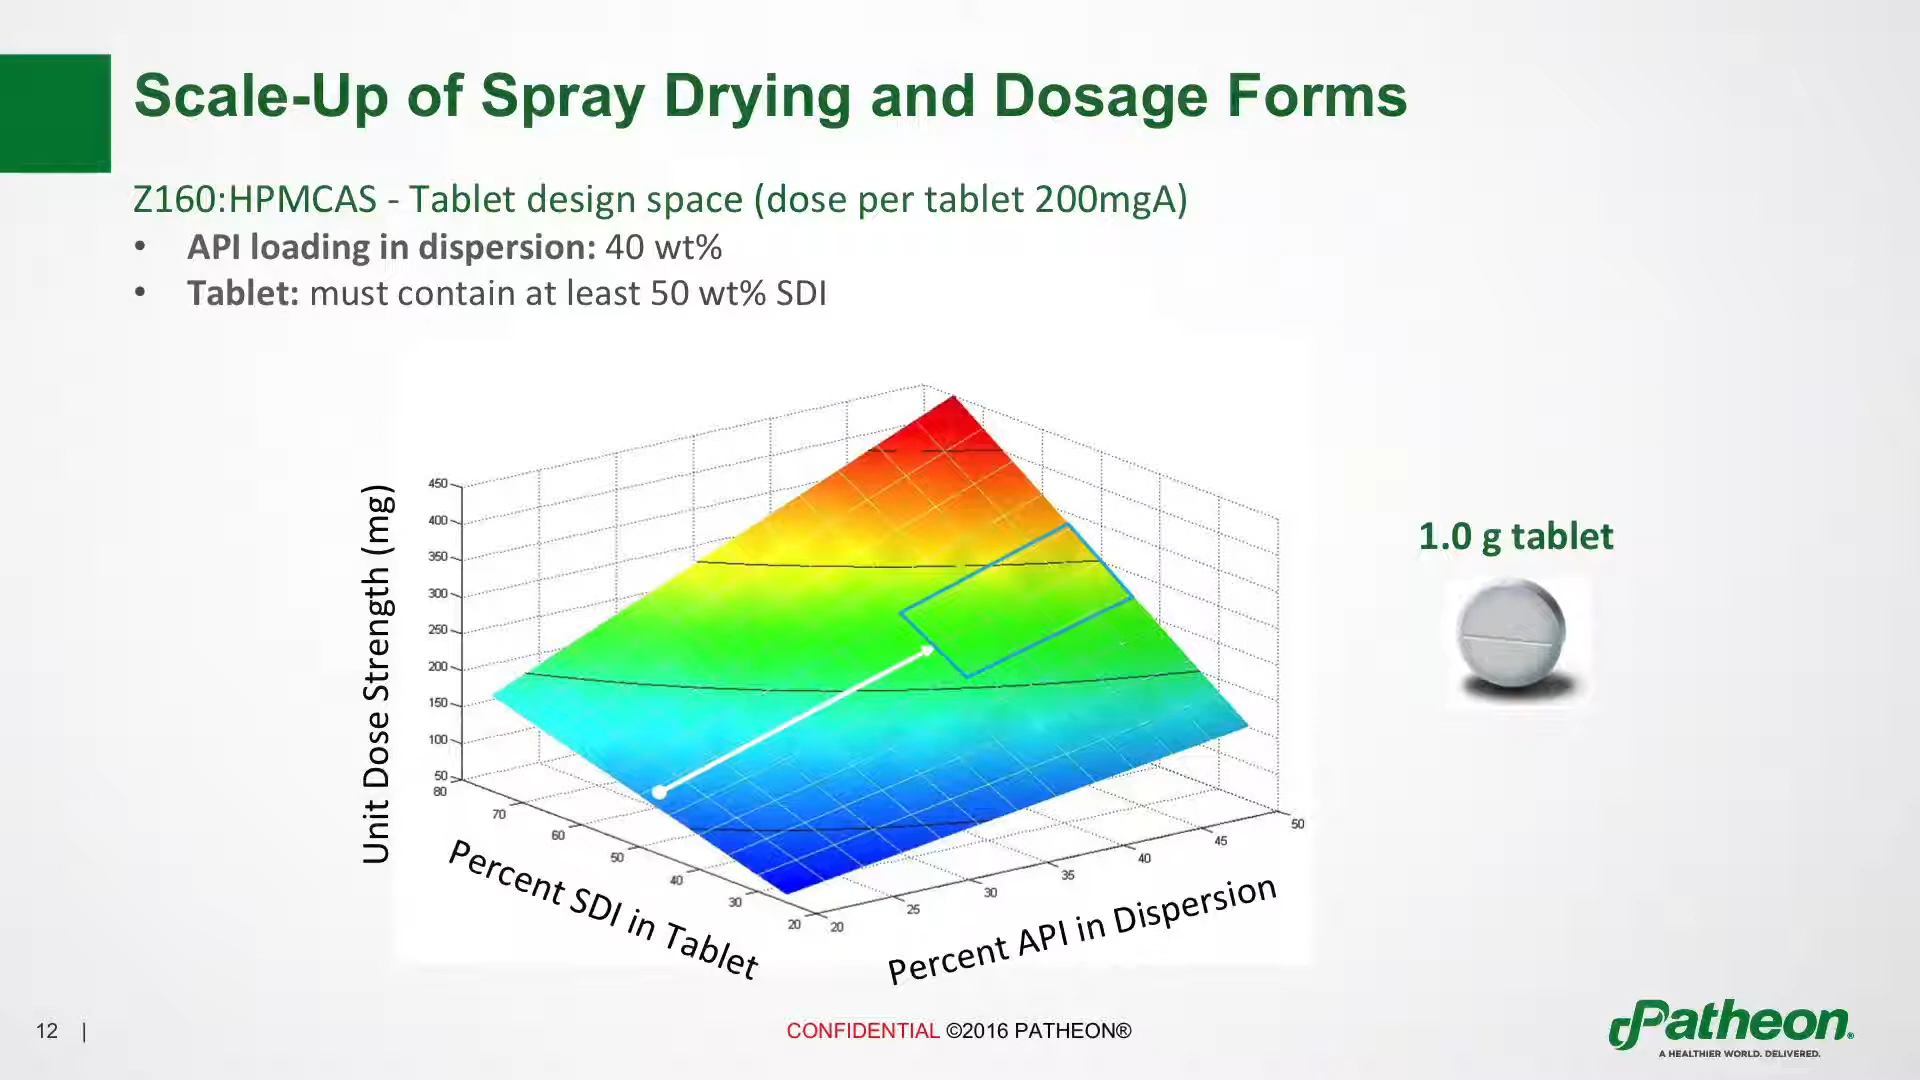 Scale-Up of Spray Drying and Dosage Forms
Z160:HPMCAS - Tablet design space (dose per tablet 200mgA)
• API loading in dispersion: 40 wt%
• Tablet: must contain at least 50 wt% SDI
Unit Dose Strength (mg)
450
400
350
300
250
200
150
100
50
80
70
60
50
40
30
20
Percent SDI in Tablet
20
25
30
35
40
45
50
Percent API in Dispersion
1.0 g tablet
12 |
CONFIDENTIAL ©2016 PATHEON®
Patheon®
A HEALTHIER WORLD. DELIVERED.